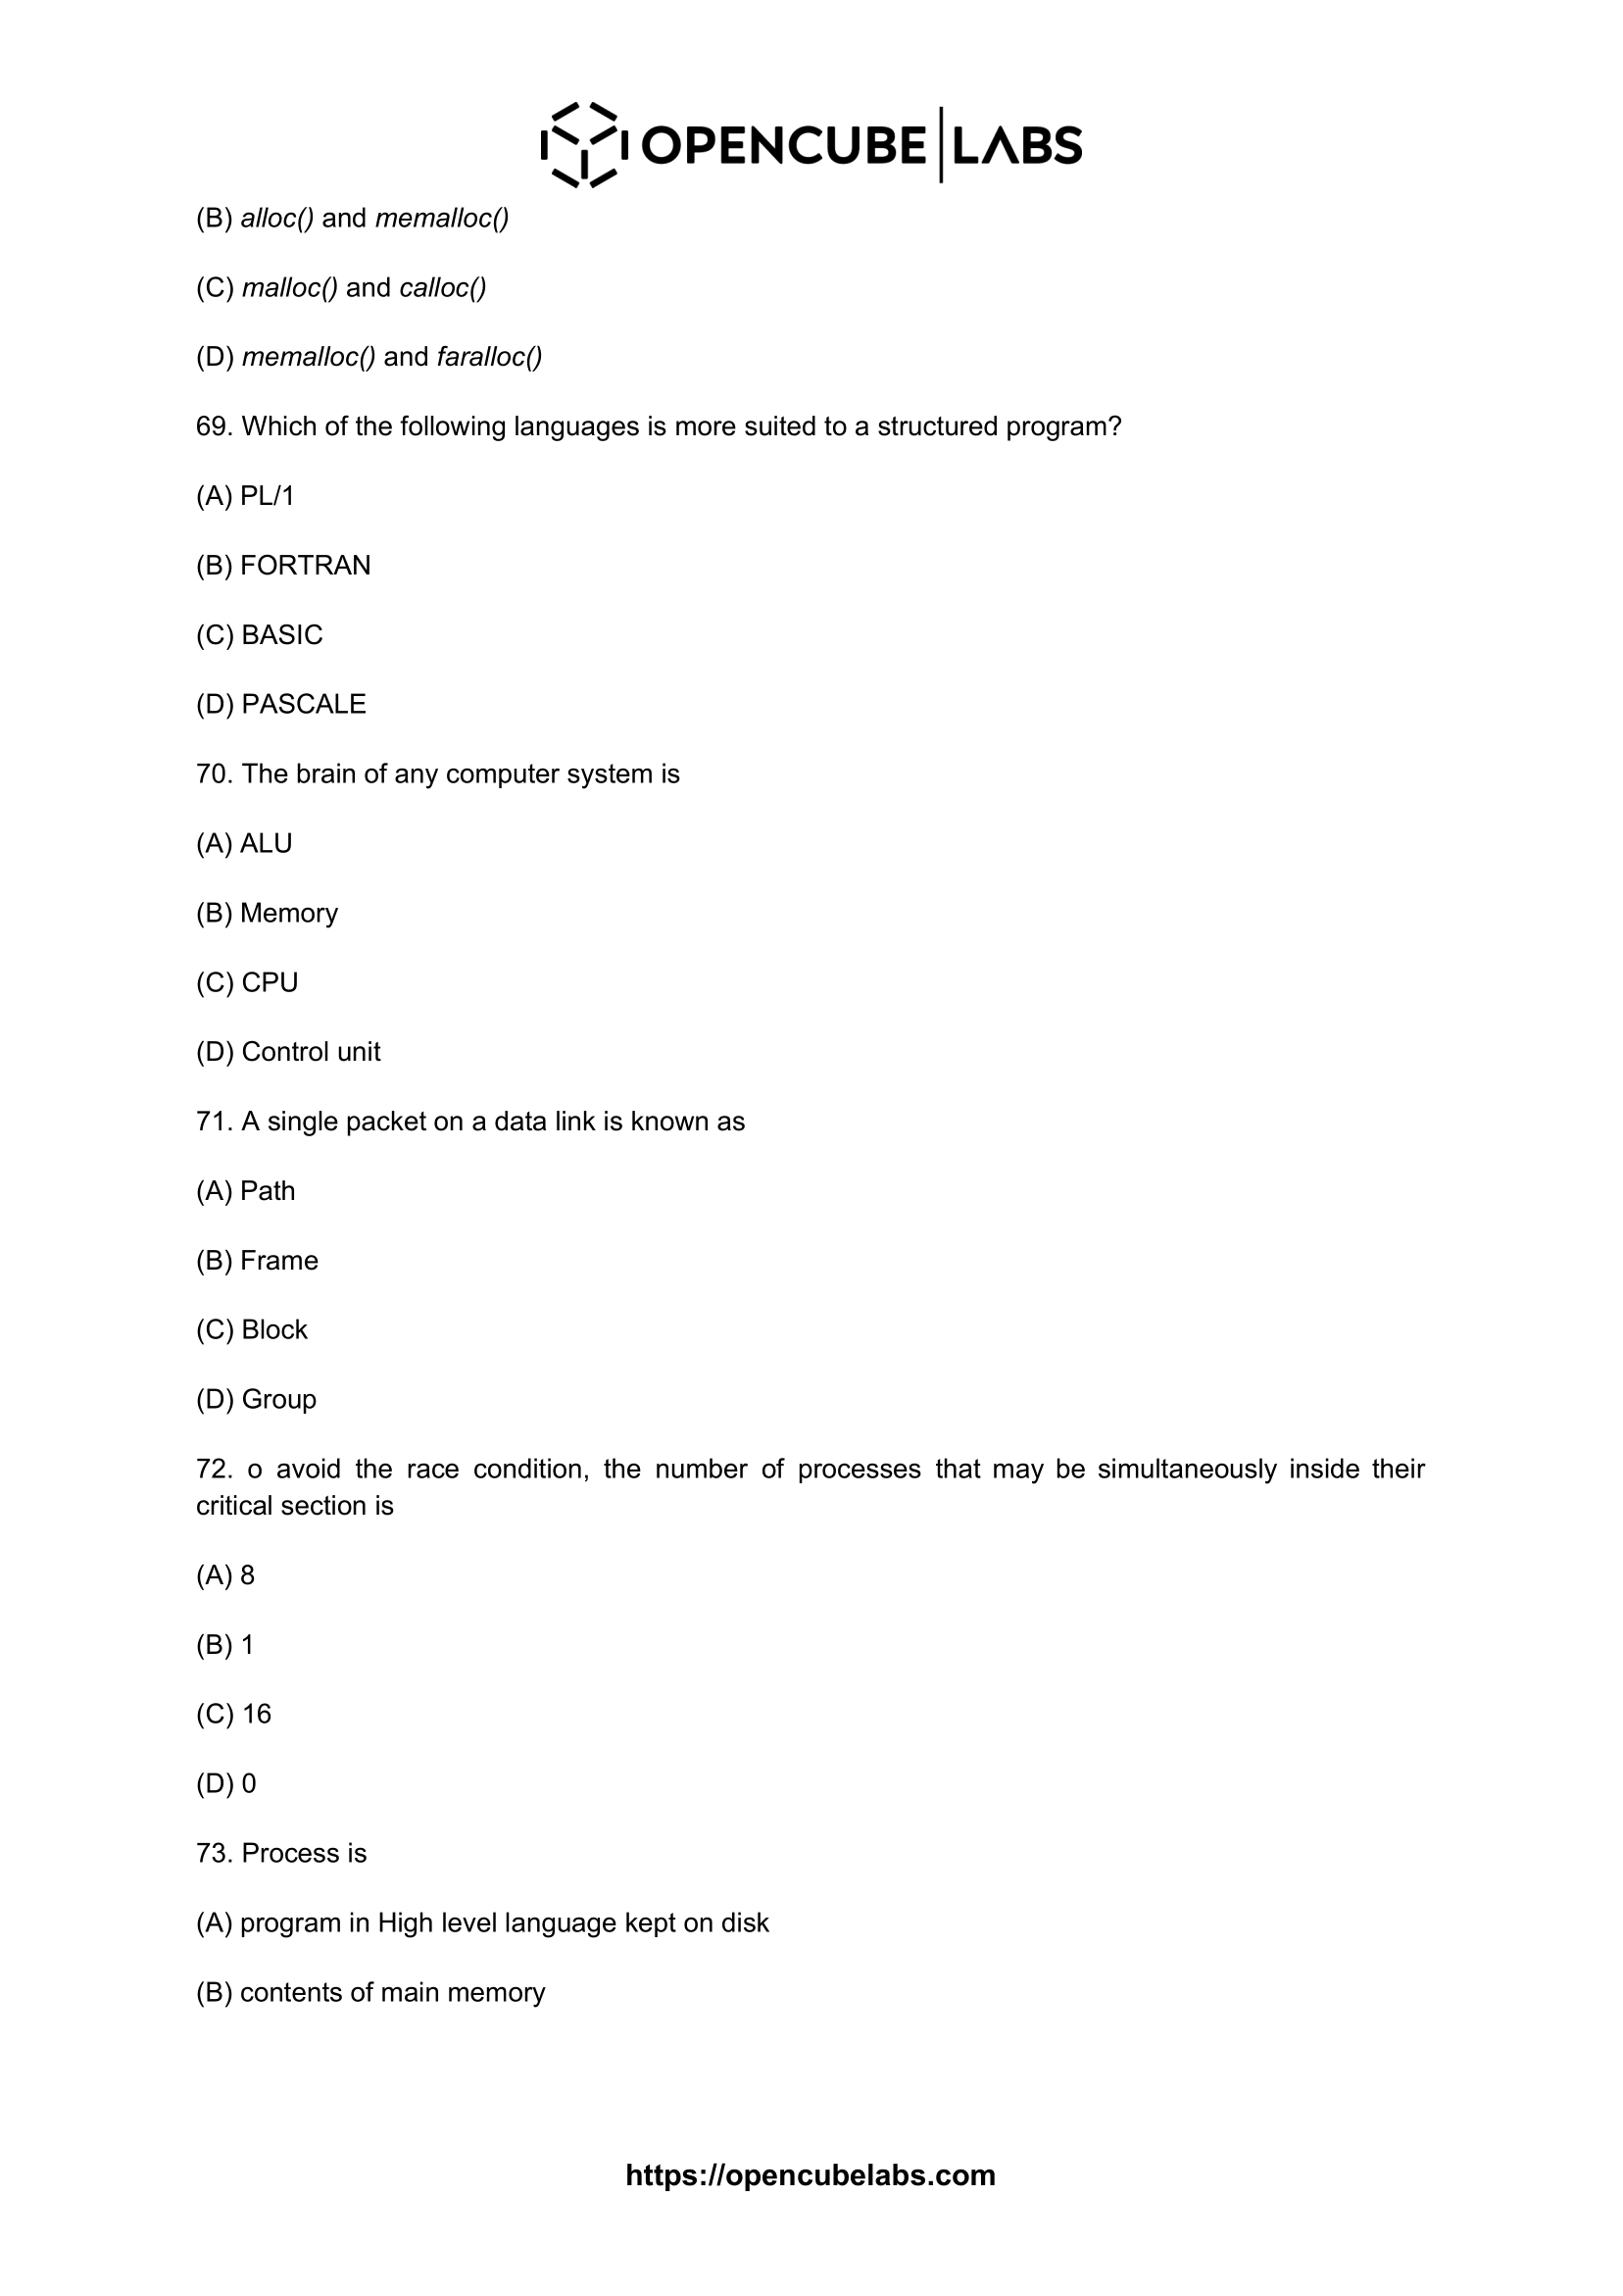 OPENCUBE LABS
(B) alloc() and memalloc()
(C) malloc() and calloc()
(D) memalloc() and faralloc()
69. Which of the following languages is more suited to a structured program?
(A) PL/1
(B) FORTRAN
(C) BASIC
(D) PASCALE
70. The brain of any computer system is
(A) ALU
(B) Memory
(C) CPU
(D) Control unit
71. A single packet on a data link is known as
(A) Path
(B) Frame
(C) Block
(D) Group
72. o avoid the race condition, the number of processes that may be simultaneously inside their
critical section is
(A) 8
(B) 1
(C) 16
(D) 0
73. Process is
(A) program in High level language kept on disk
(B) contents of main memory
https://opencubelabs.com